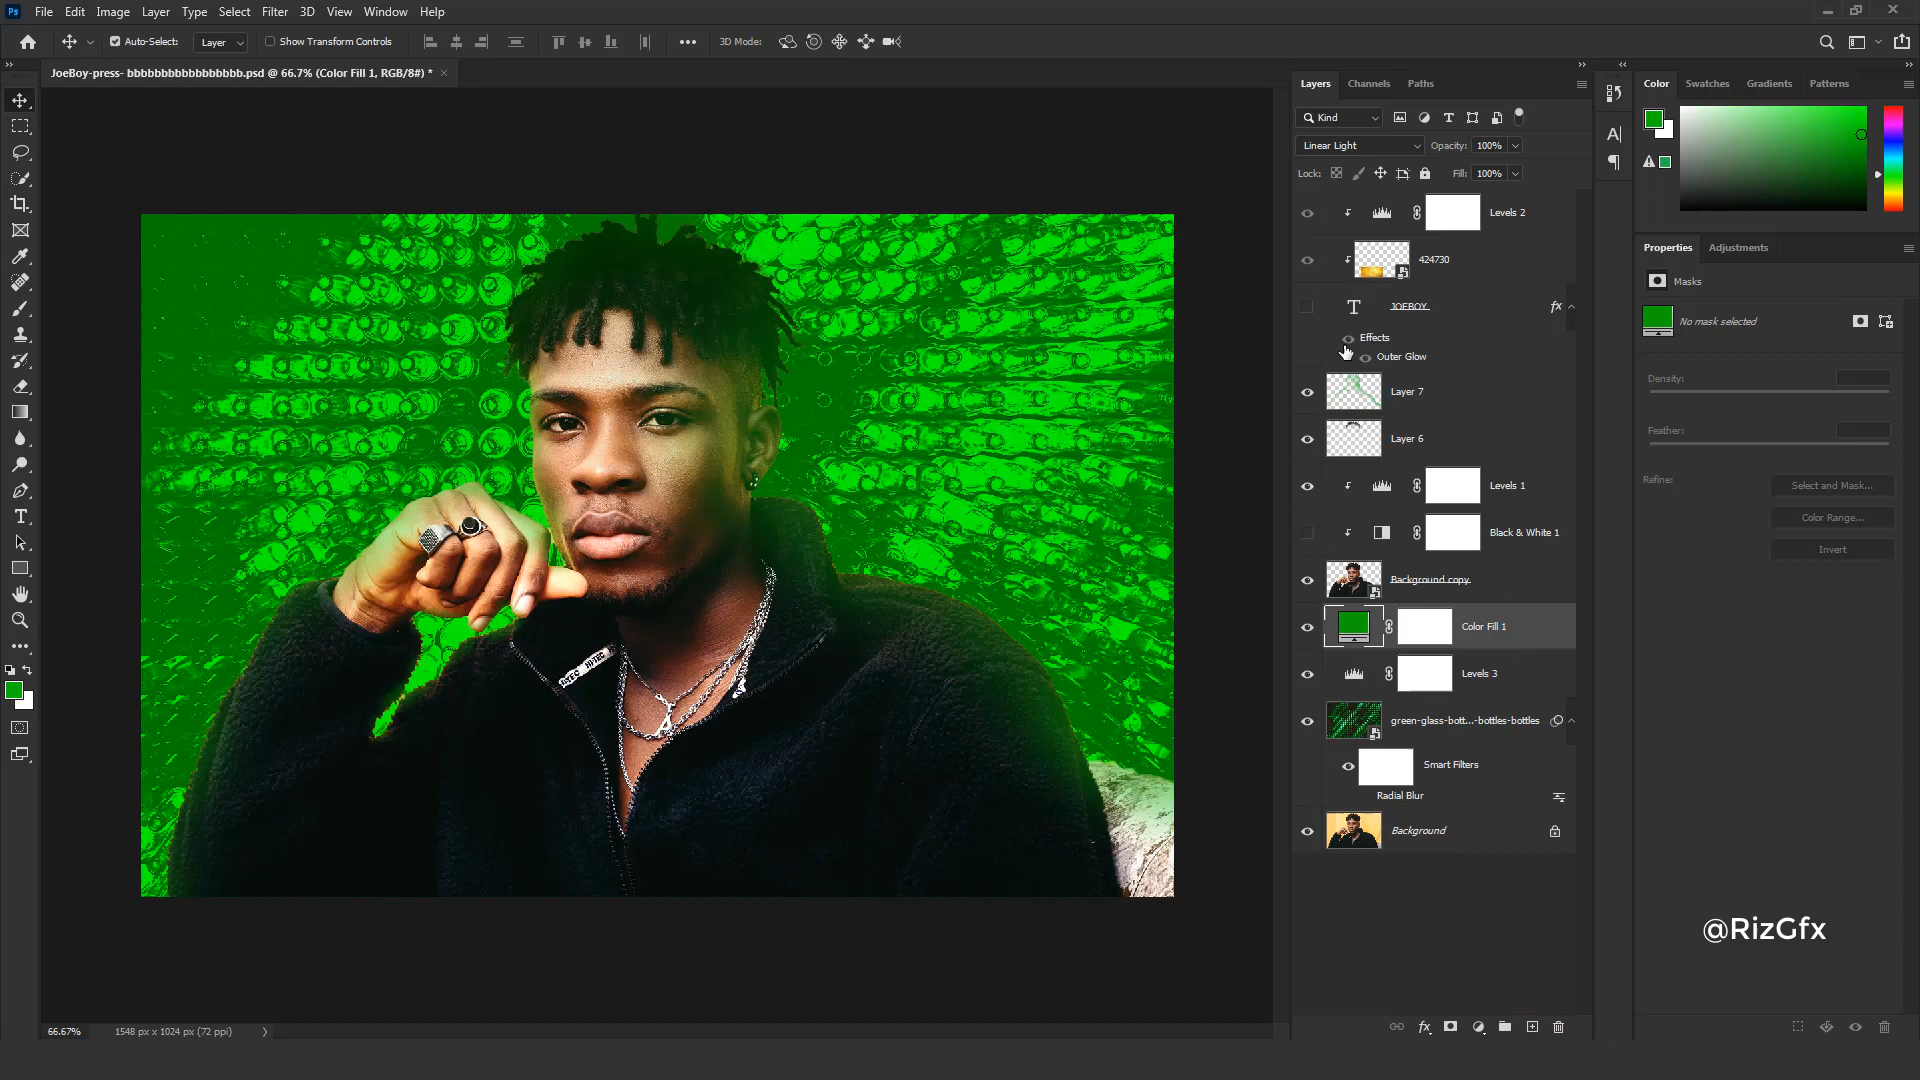 Ps File Edit Image Layer Type Select Filter 3D View Window Help
Auto-Select: Layer Show Transform Controls 3D Mode:
JoeBoy-press- bbbbbbbbbbbbbbbbb.psd @ 66.7% (Color Fill 1, RGB/8#) *
Layers Channels Paths
Kind
Linear Light Opacity: 100%
Lock: Fill: 100%
Levels 2
424730
JOEBOY
fx
Effects
Outer Glow
Layer 7
Layer 6
Levels 1
Black & White 1
Background copy
Color Fill 1
Levels 3
green-glass-bott...-bottles-bottles
Smart Filters
Radial Blur
Background
Color Swatches Gradients Patterns
Properties Adjustments
Masks
No mask selected
Density:
Feather:
Refine:
Select and Mask...
Color Range...
Invert
@RizGfx
66.67% 1548 px x 1024 px (72 ppi)
fx